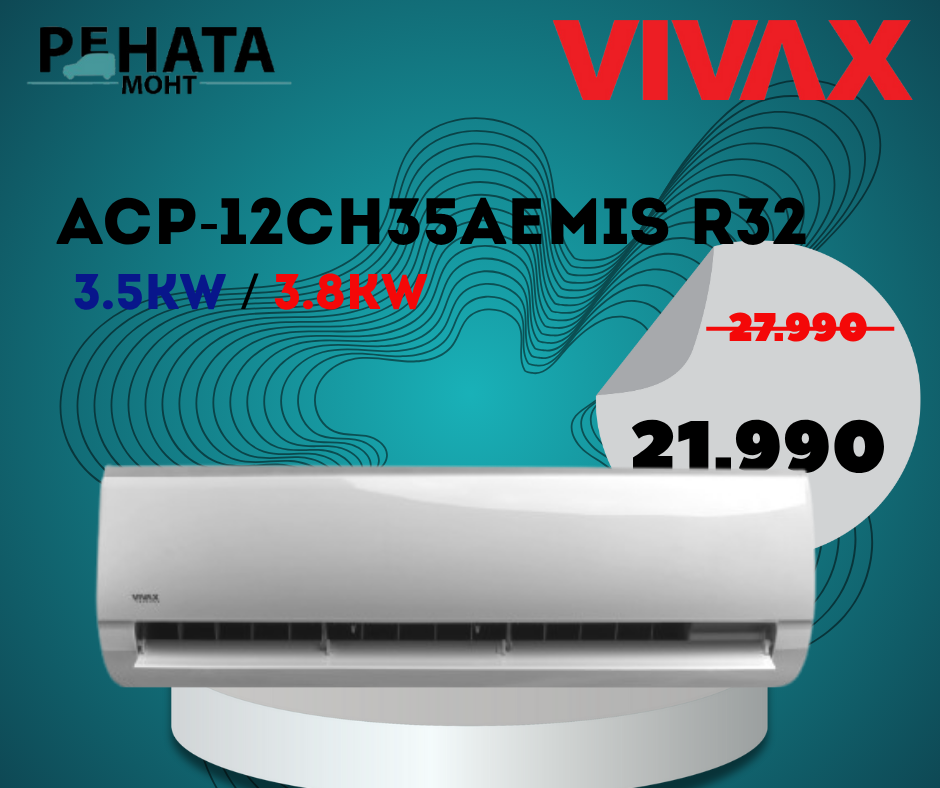 РЕНАТА
МОНТ
VIVAX
ACP-12CH35AEMIS R32
3.5KW / 3.8KW
27.990
21.990
VIVAX